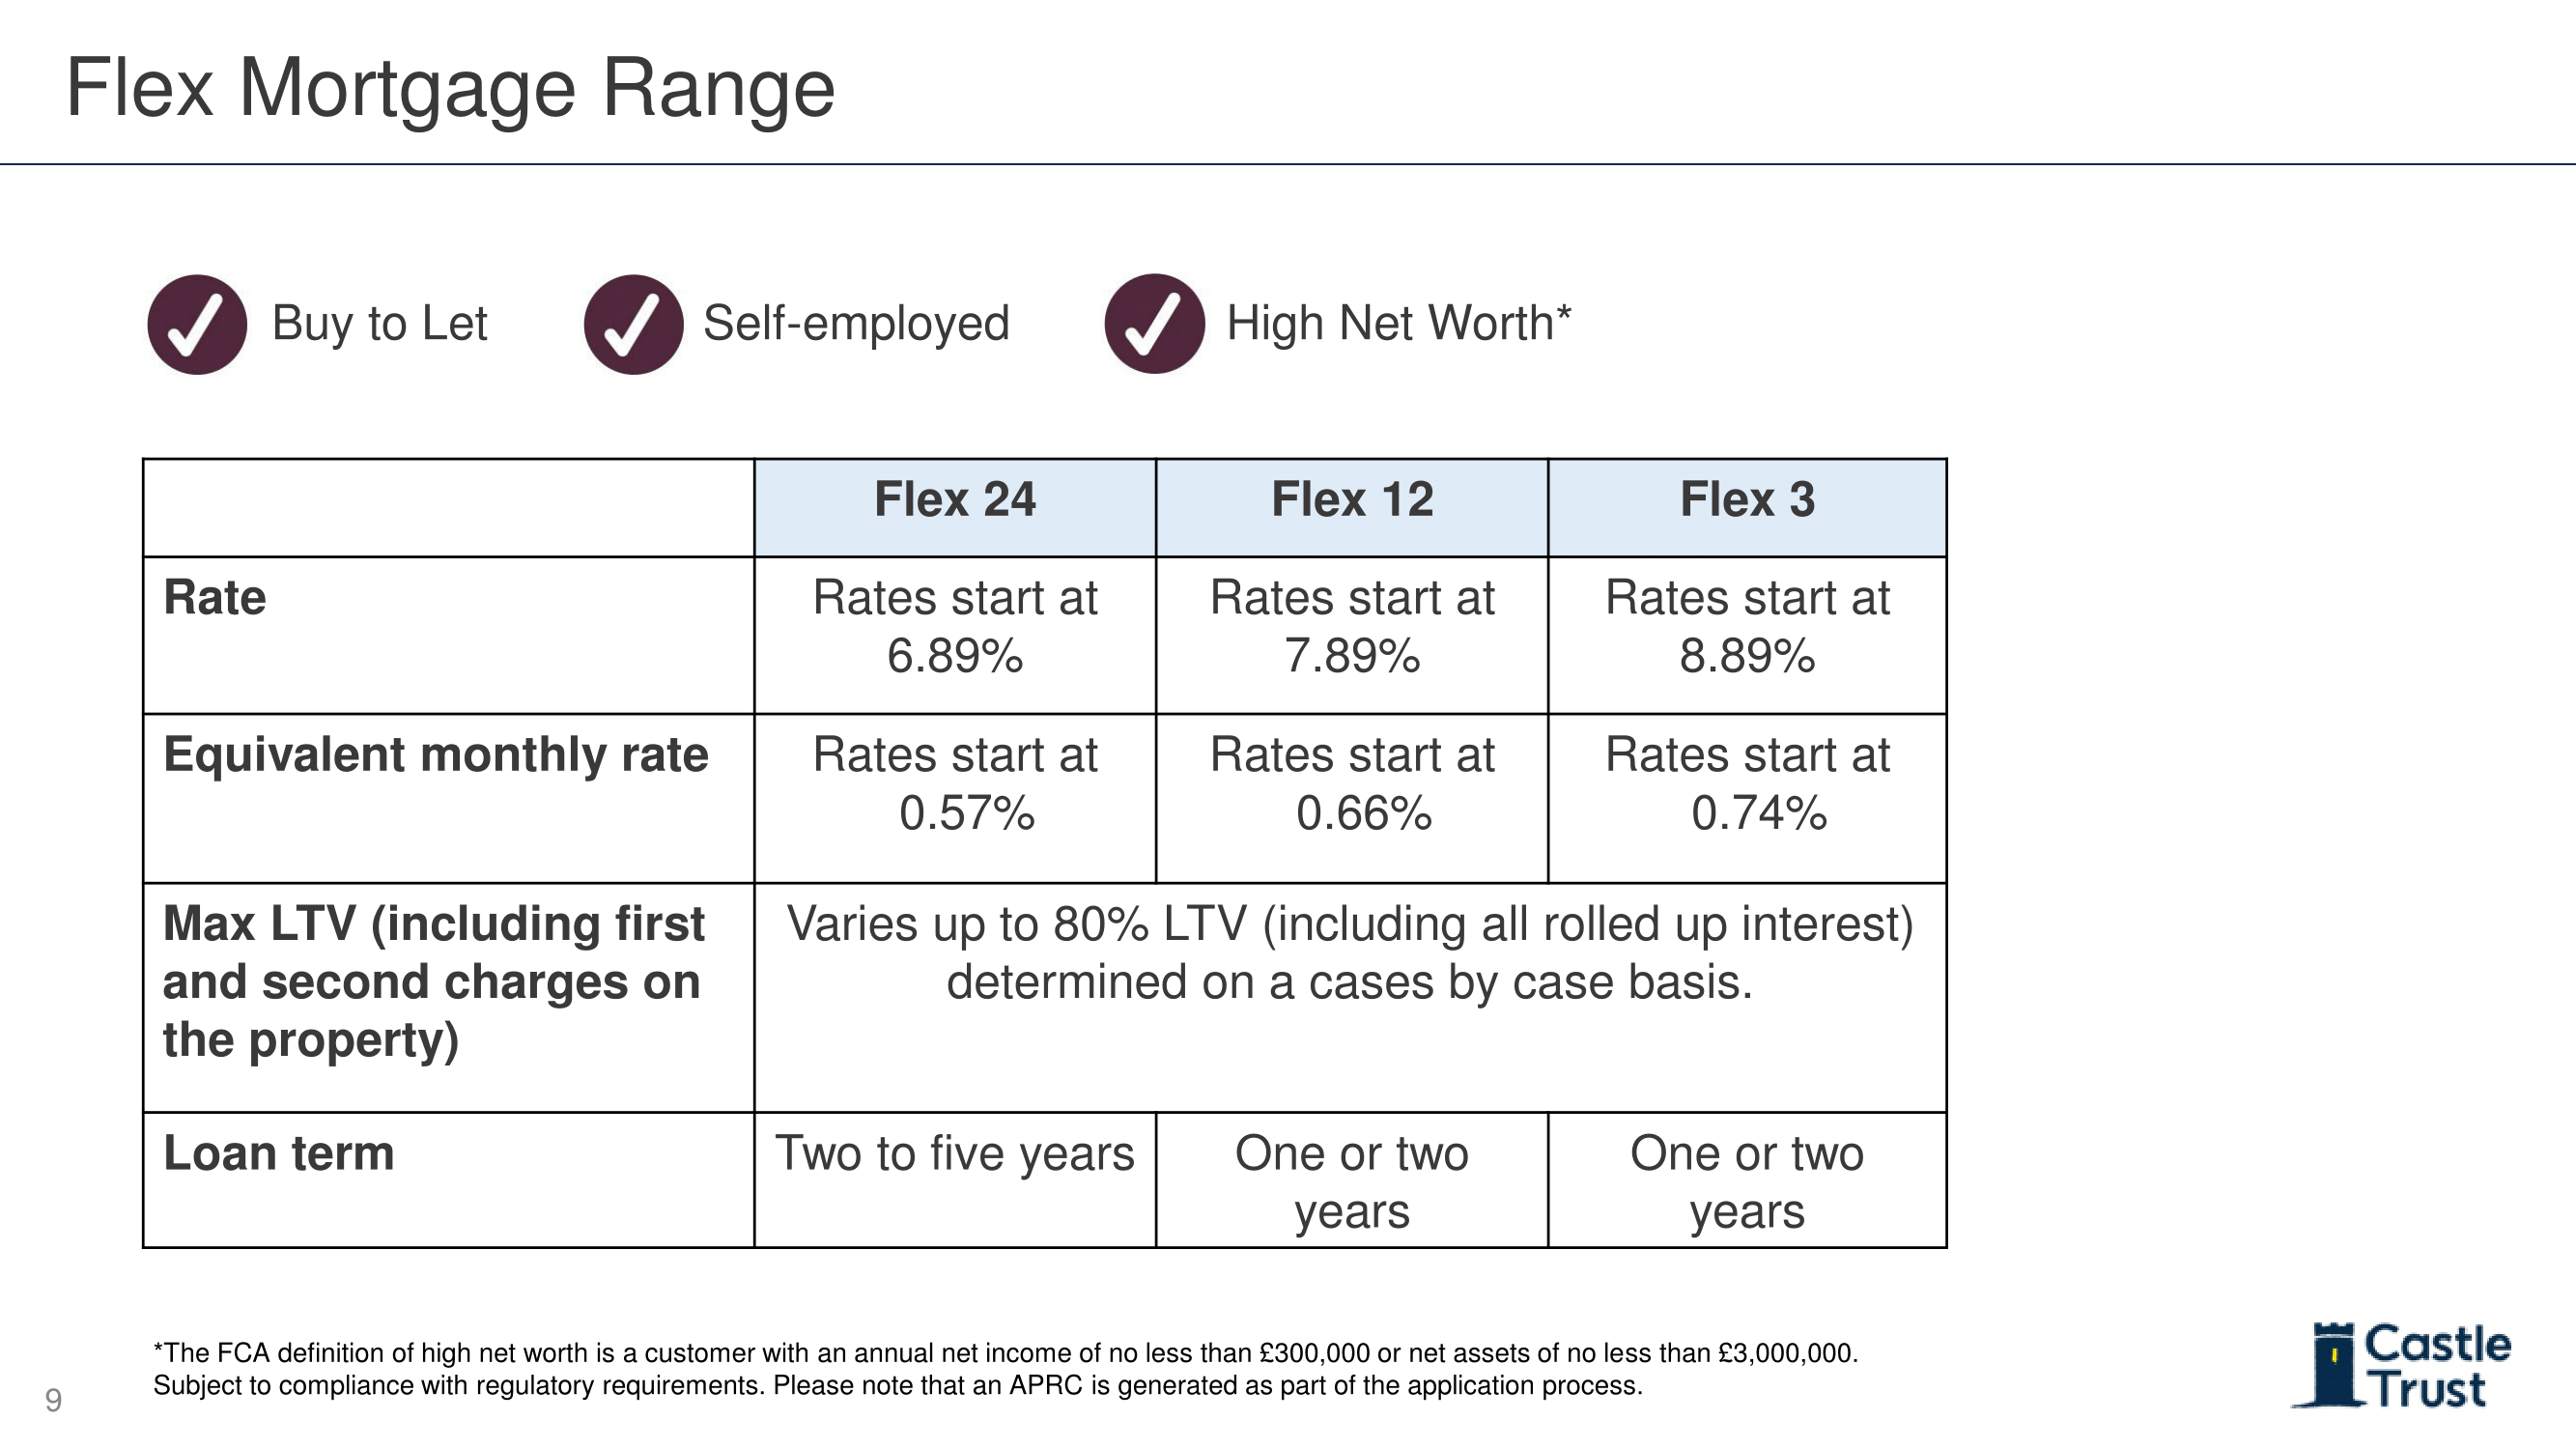 Flex Mortgage Range
Buy to Let
Self-employed
High Net Worth*
Flex 24
Flex 12
Flex 3
Rate
Rates start at
6.89%
Rates start at
7.89%
Rates start at
8.89%
Equivalent monthly rate
Rates start at
0.57%
Rates start at
0.66%
Rates start at
0.74%
Max LTV (including first
and second charges on
the property)
Varies up to 80% LTV (including all rolled up interest)
determined on a cases by case basis.
Loan term
Two to five years
One or two
years
One or two
years
*The FCA definition of high net worth is a customer with an annual net income of no less than £300,000 or net assets of no less than £3,000,000.
Subject to compliance with regulatory requirements. Please note that an APRC is generated as part of the application process.
9
Castle
Trust